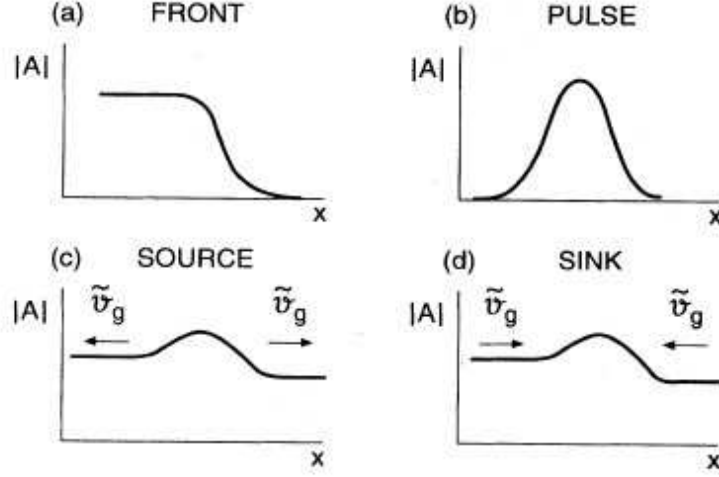 (a) FRONT
|A|
x
(b) PULSE
|A|
x
(c) SOURCE
|A|
ṽg
ṽg
x
(d) SINK
|A|
ṽg
ṽg
x